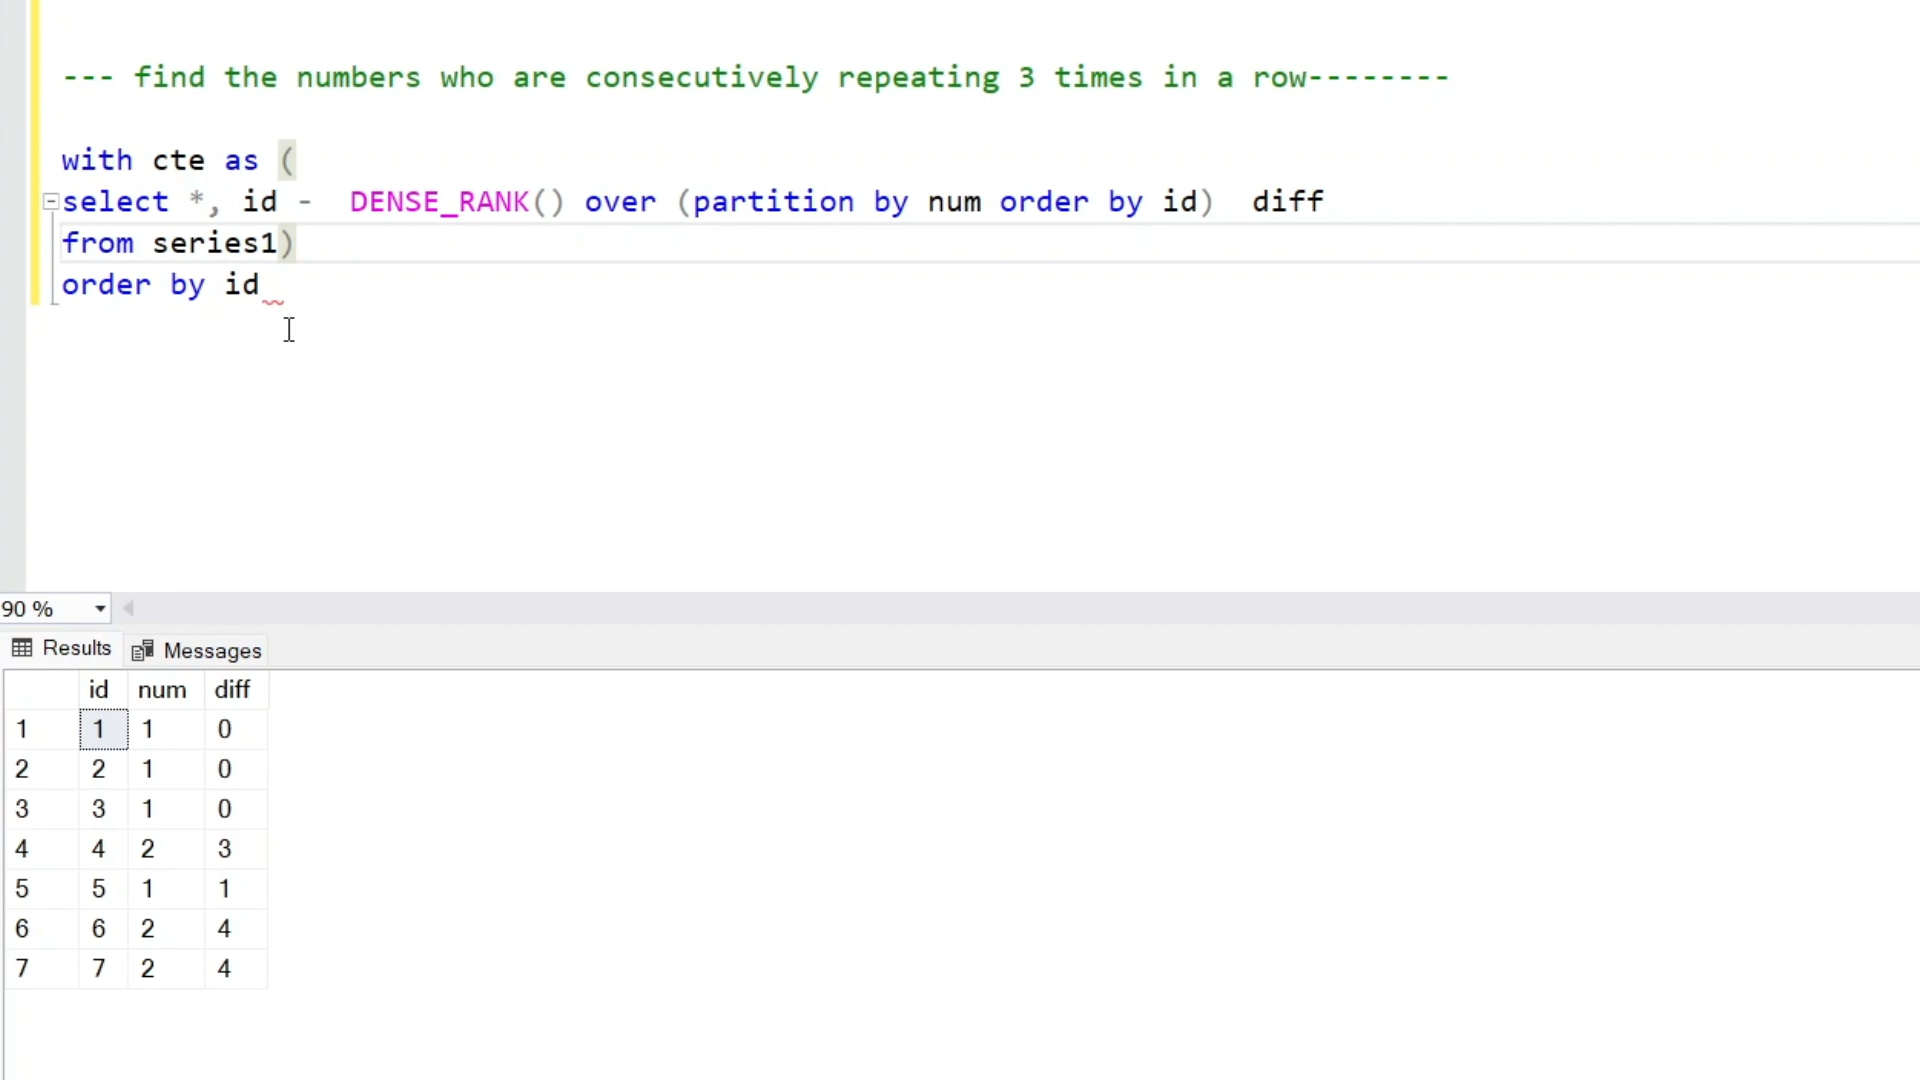 --- find the numbers who are consecutively repeating 3 times in a row--------
with cte as (
select *, id -  DENSE_RANK() over (partition by num order by id)  diff
from series1)
order by id
90 %
Results Messages
id num diff
1 1 1 0
2 2 1 0
3 3 1 0
4 4 2 3
5 5 1 1
6 6 2 4
7 7 2 4